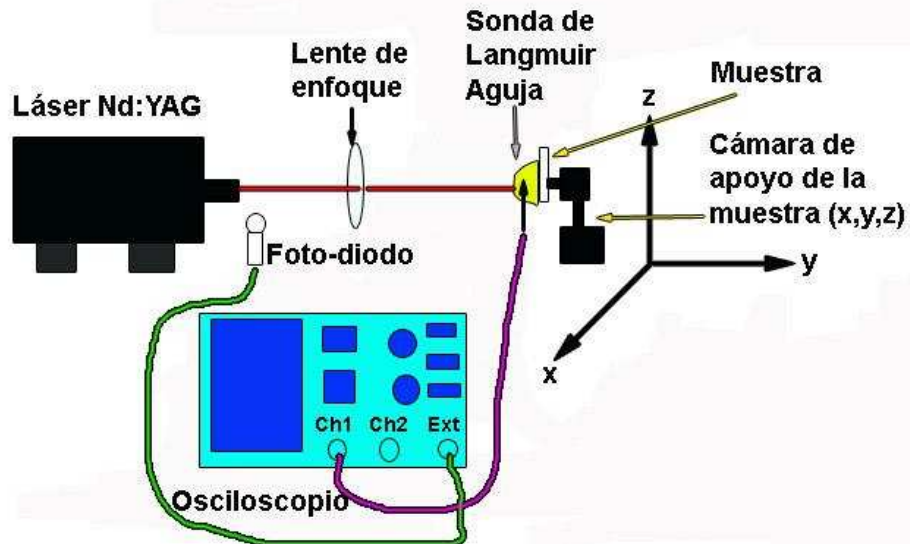 Láser Nd:YAG
Lente de
enfoque
Sonda de
Langmuir
Aguja
Muestra
z
Cámara de
apoyo de la
muestra (x,y,z)
y
x
Foto-diodo
Ch1 Ch2 Ext
Osciloscopio